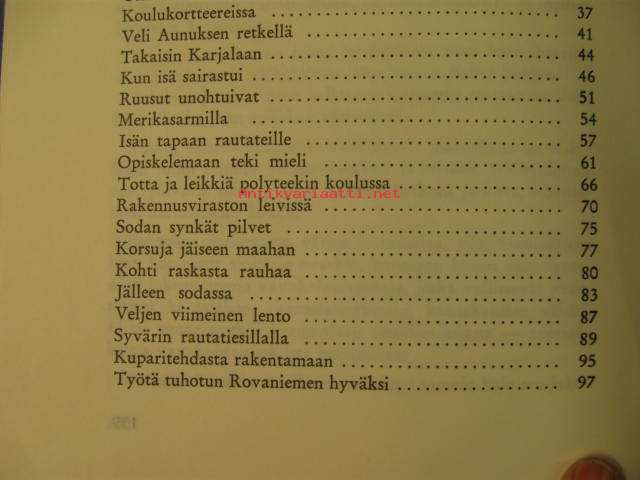 Koulukortteereissa .......................... 37
Veli Aunuksen retkellä .......................... 41
Takaisin Karjalaan .......................... 44
Kun isä sairastui .......................... 46
Ruusut unohtuivat .......................... 51
Merikasarmilla .......................... 54
Isän tapaan rautateille .......................... 57
Opiskelemaan teki mieli .......................... 61
Totta ja leikkiä polyteekin koulussa .......................... 66
antikvariaatti.net
Rakennusviraston leivissä .......................... 70
Sodan synkät pilvet .......................... 75
Korsuja jäiseen maahan .......................... 77
Kohti raskasta rauhaa .......................... 80
Jälleen sodassa .......................... 83
Veljen viimeinen lento .......................... 87
Syvärin rautatiesillalla .......................... 89
Kuparitehdasta rakentamaan .......................... 95
Työtä tuhotun Rovaniemen hyväksi .......................... 97